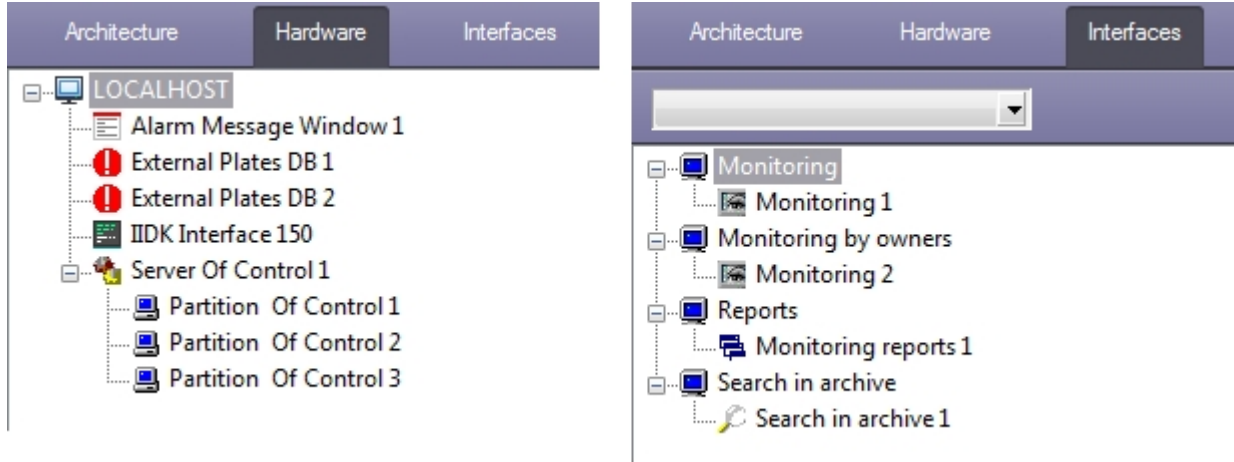 Architecture Hardware Interfaces
LOCALHOST
Alarm Message Window 1
External Plates DB 1
External Plates DB 2
IIDK Interface 150
Server Of Control 1
Partition Of Control 1
Partition Of Control 2
Partition Of Control 3
Architecture Hardware Interfaces
Monitoring
Monitoring 1
Monitoring by owners
Monitoring 2
Reports
Monitoring reports 1
Search in archive
Search in archive 1